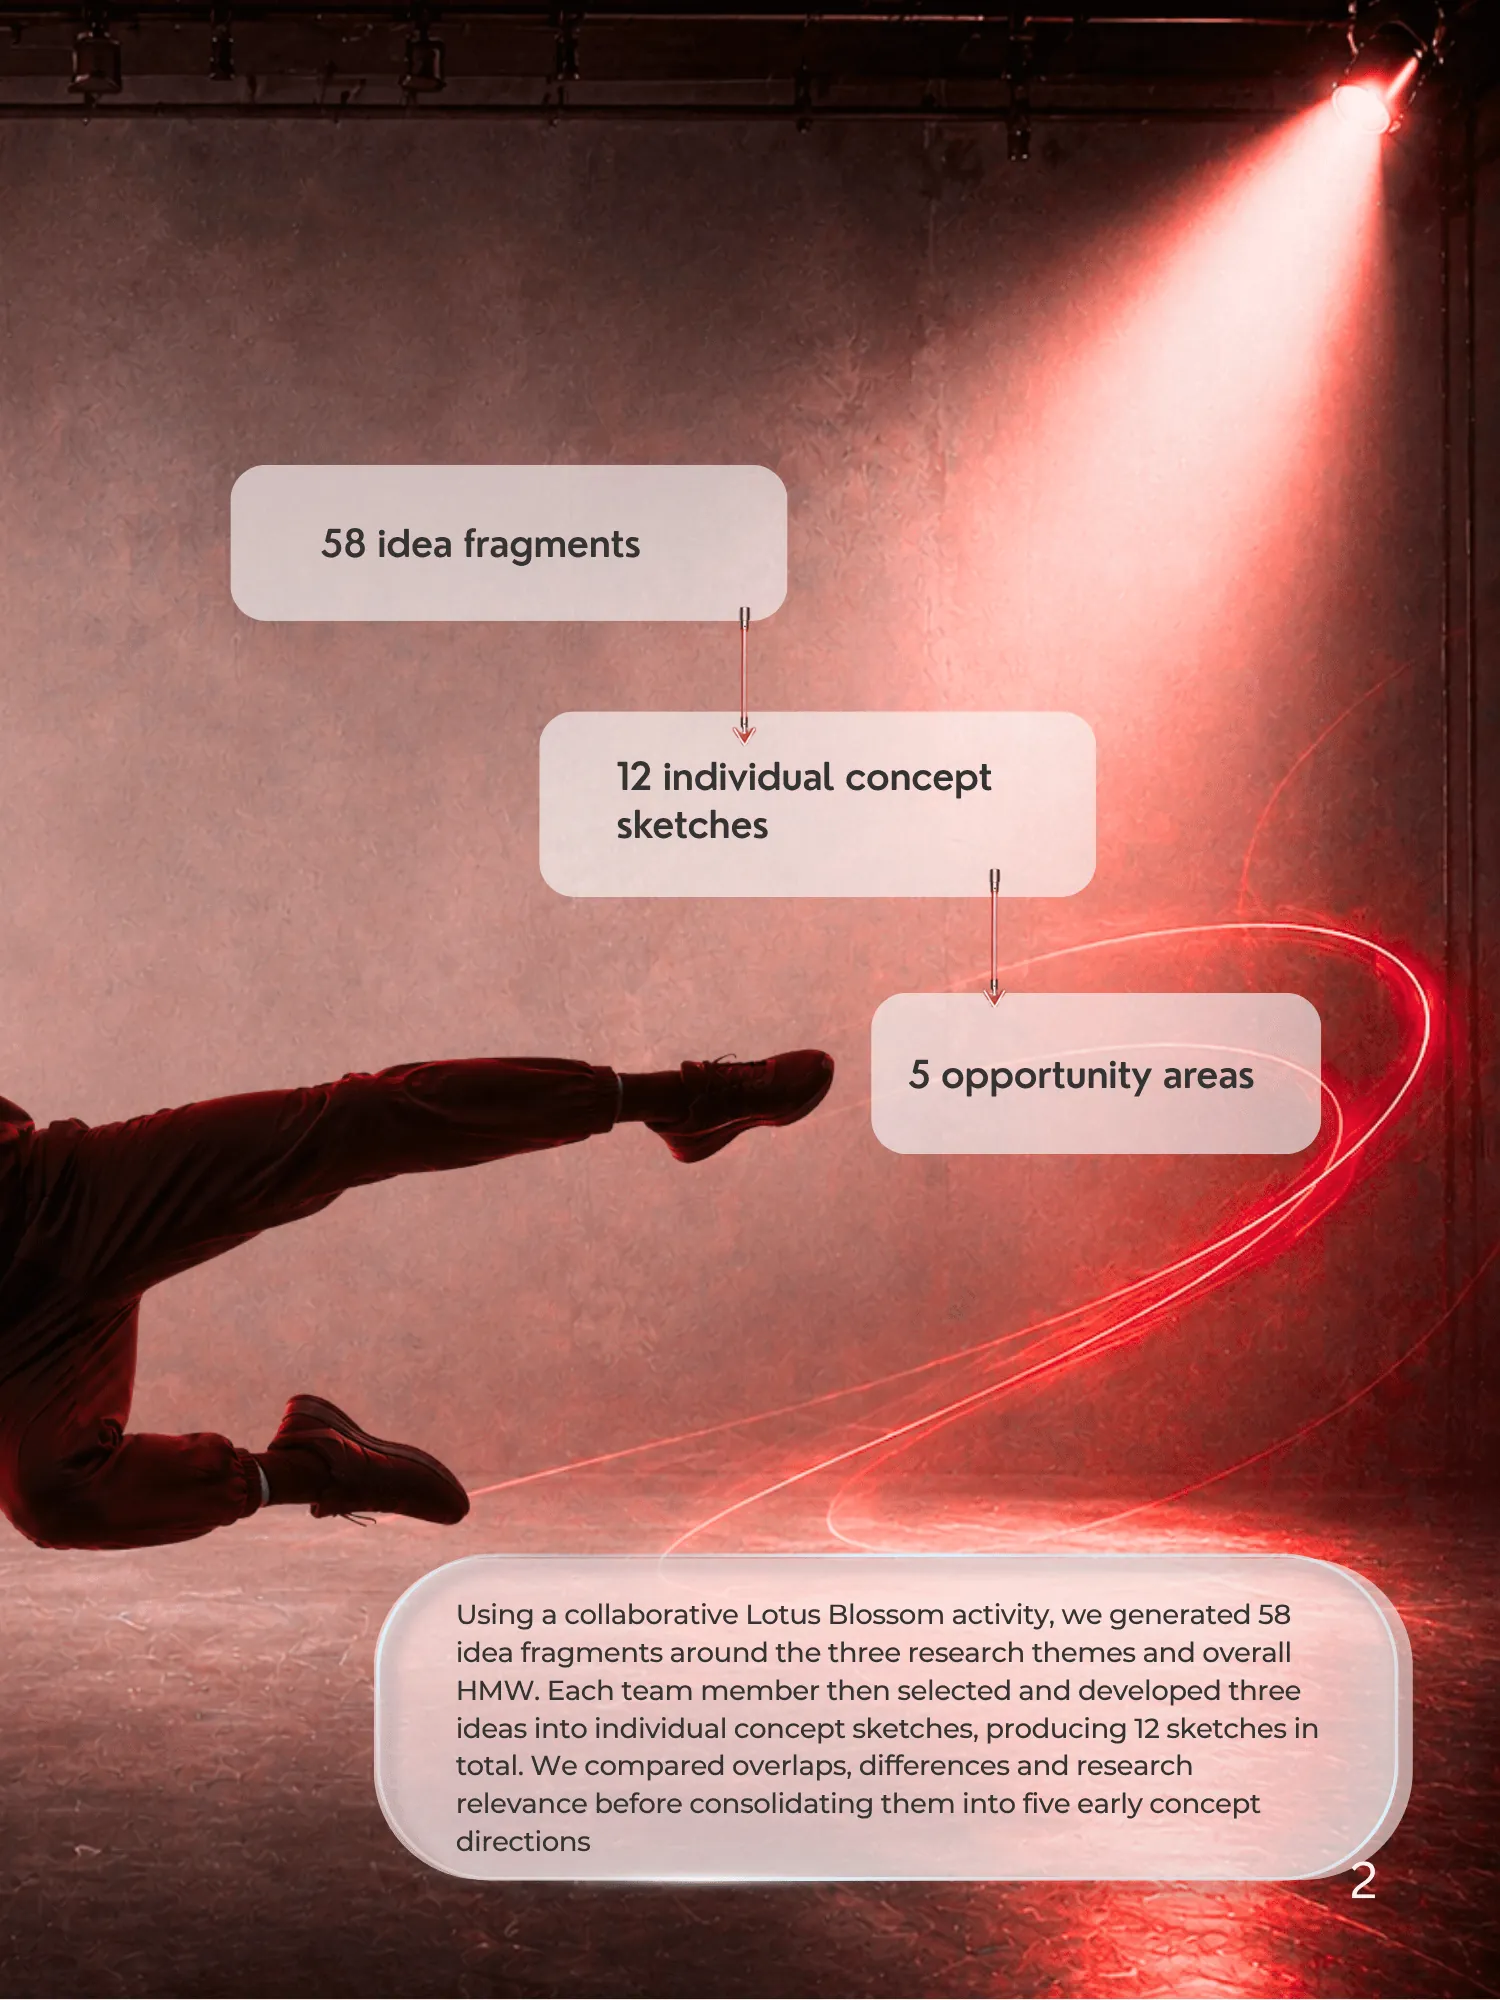 58 idea fragments
12 individual concept
sketches
5 opportunity areas
Using a collaborative Lotus Blossom activity, we generated 58
idea fragments around the three research themes and overall
HMW. Each team member then selected and developed three
ideas into individual concept sketches, producing 12 sketches in
total. We compared overlaps, differences and research
relevance before consolidating them into five early concept
directions
2